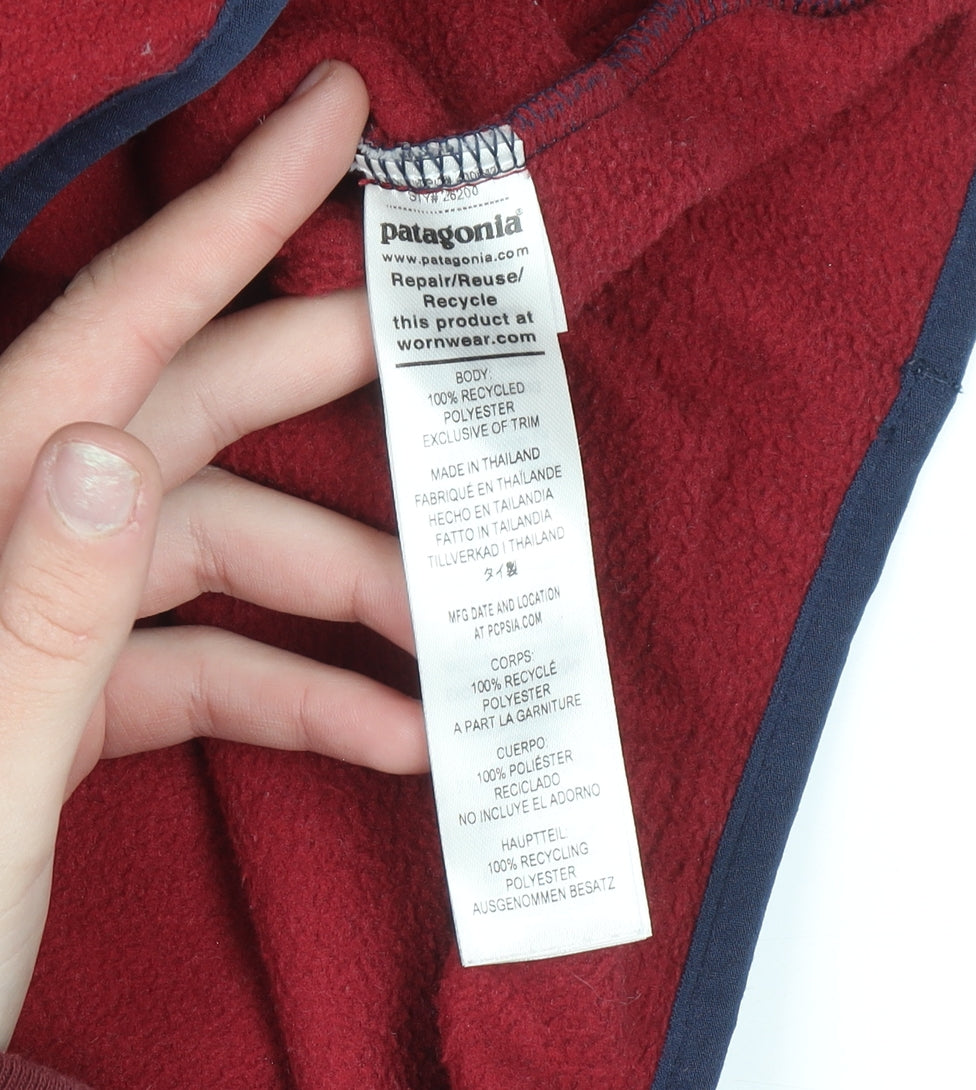 STY# 26200
patagonia®
www.patagonia.com
Repair/Reuse/
Recycle
this product at
wornwear.com
BODY:
100% RECYCLED
POLYESTER
EXCLUSIVE OF TRIM
MADE IN THAILAND
FABRIQUÉ EN THAÏLANDE
HECHO EN TAILANDIA
FATTO IN TAILANDIA
TILLVERKAD I THAILAND
タイ製
MFG DATE AND LOCATION
AT PCPSIA.COM
CORPS:
100% RECYCLÉ
POLYESTER
A PART LA GARNITURE
CUERPO:
100% POLIÉSTER
RECICLADO
NO INCLUYE EL ADORNO
HAUPTTEIL:
100% RECYCLING
POLYESTER
AUSGENOMMEN BESATZ